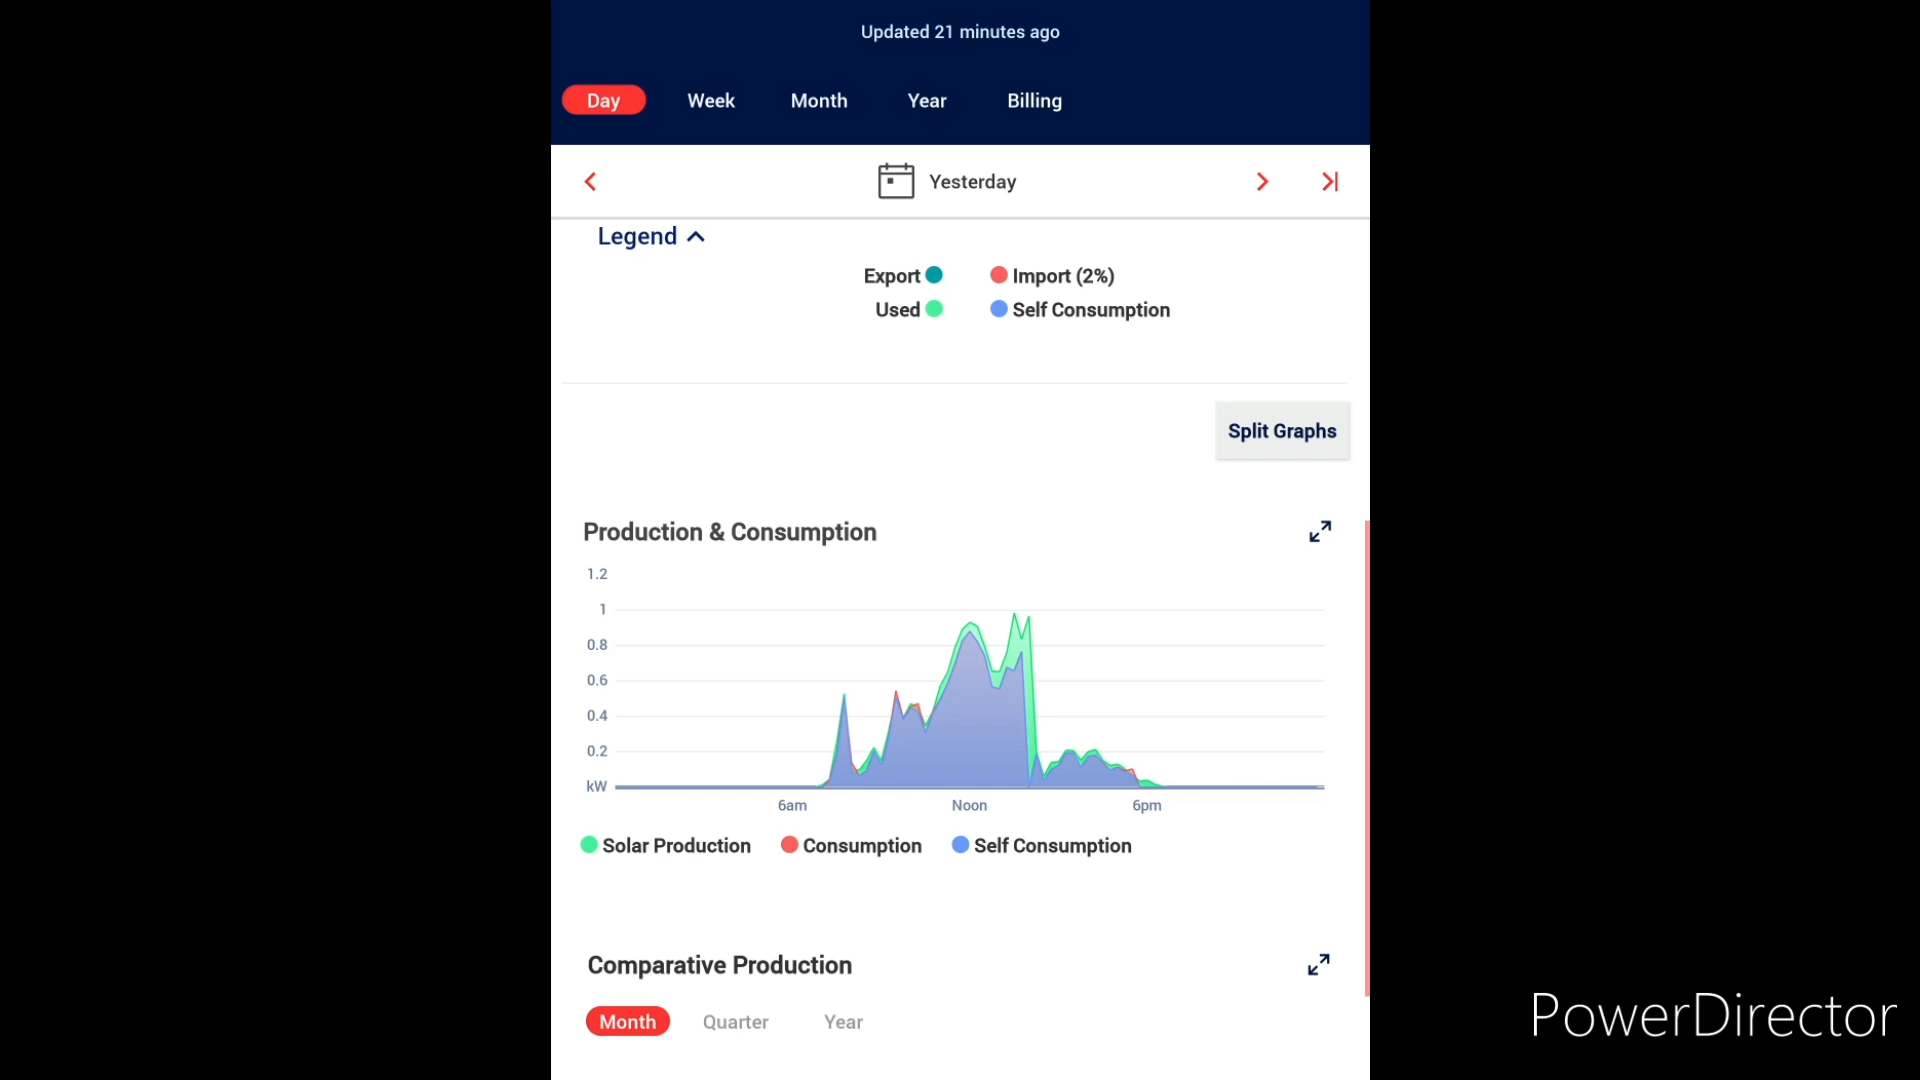 Updated 21 minutes ago
Day Week Month Year Billing
Yesterday
Legend
Export Import (2%)
Used Self Consumption
Split Graphs
Production & Consumption
1.2
1
0.8
0.6
0.4
0.2
kW
6am Noon 6pm
Solar Production Consumption Self Consumption
Comparative Production
Month Quarter Year
PowerDirector